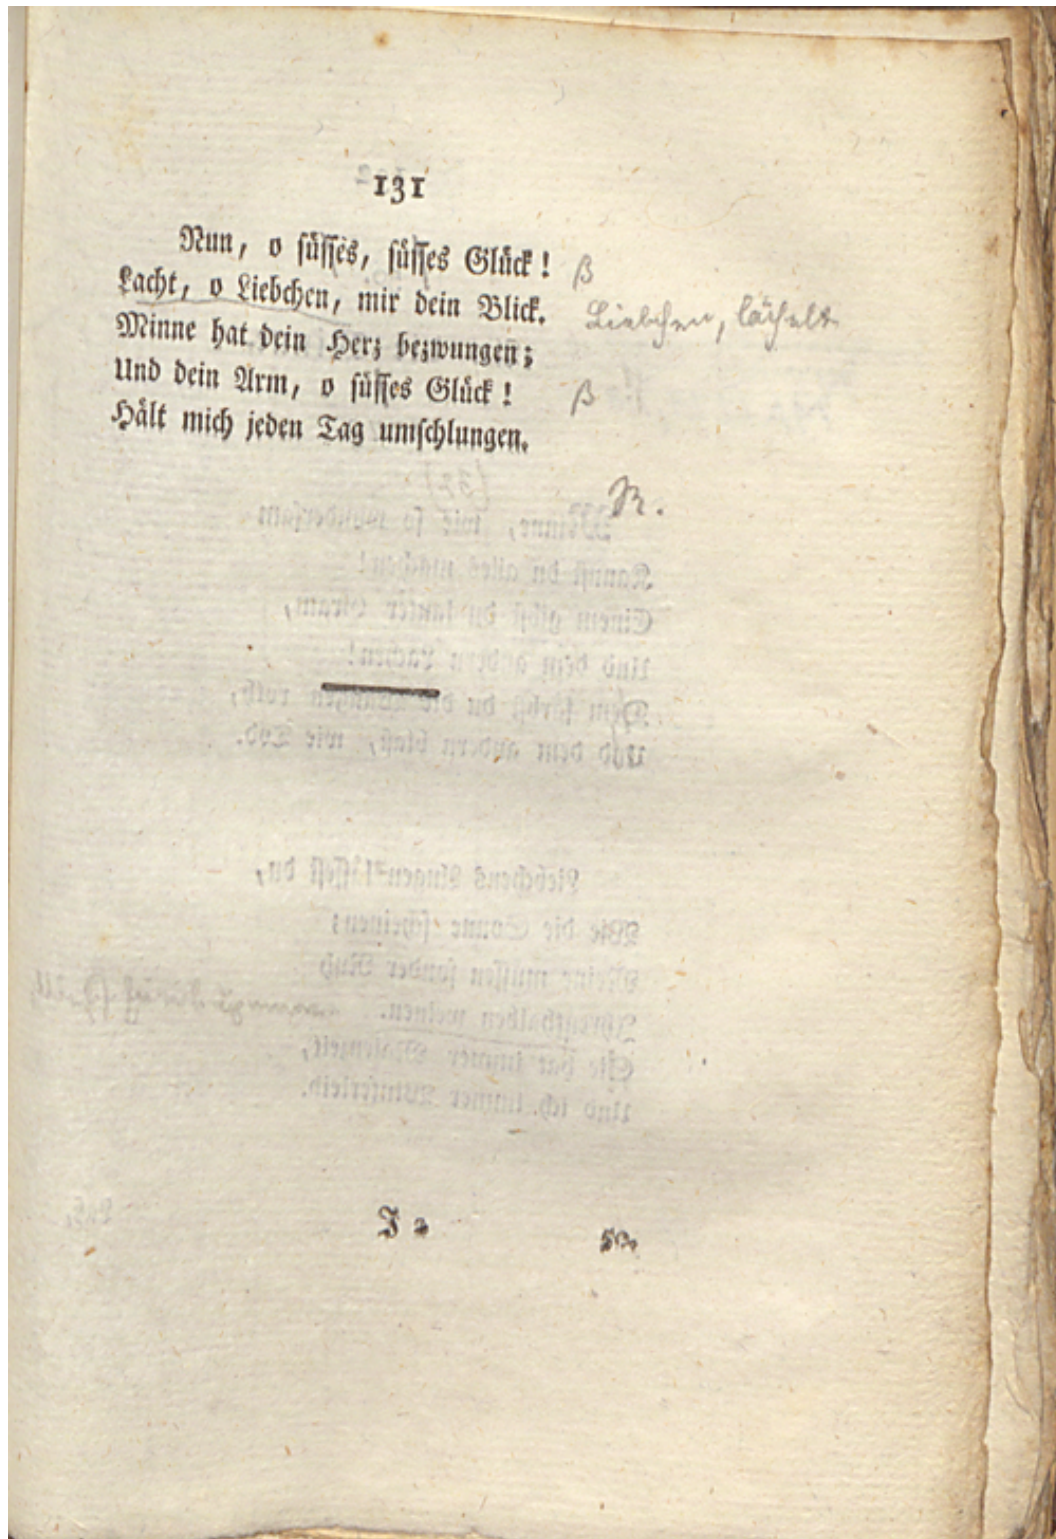 131
Nun, o süsses, süsses Glück! ß
Lacht, o Liebchen, mir dein Blick. Liebchen, lächelt
Minne hat dein Herz bezwungen;
Und dein Arm, o süsses Glück! ß
Hält mich jeden Tag umschlungen.
M.
J 2